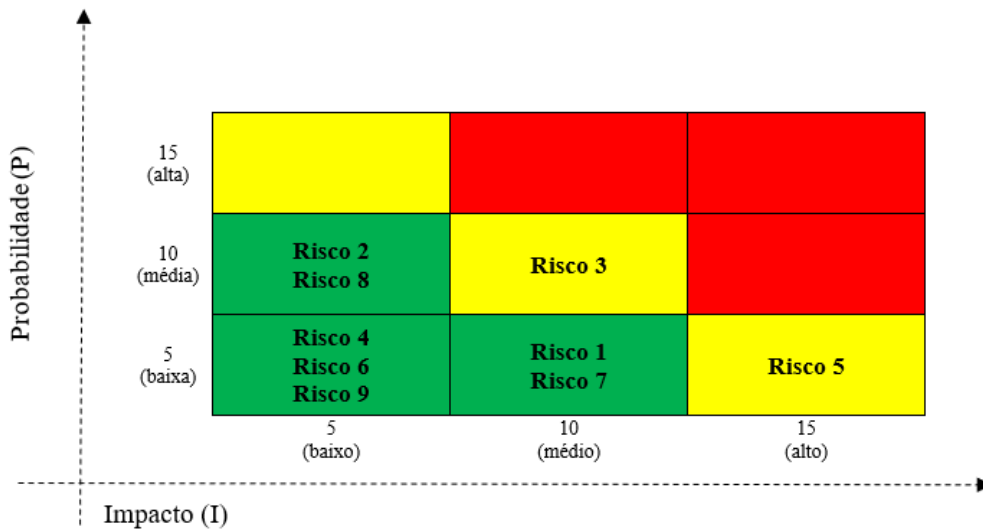 Probabilidade (P)
15
(alta)
10
(média)
Risco 2
Risco 8
Risco 3
5
(baixa)
Risco 4
Risco 6
Risco 9
Risco 1
Risco 7
Risco 5
5
(baixo)
10
(médio)
15
(alto)
Impacto (I)